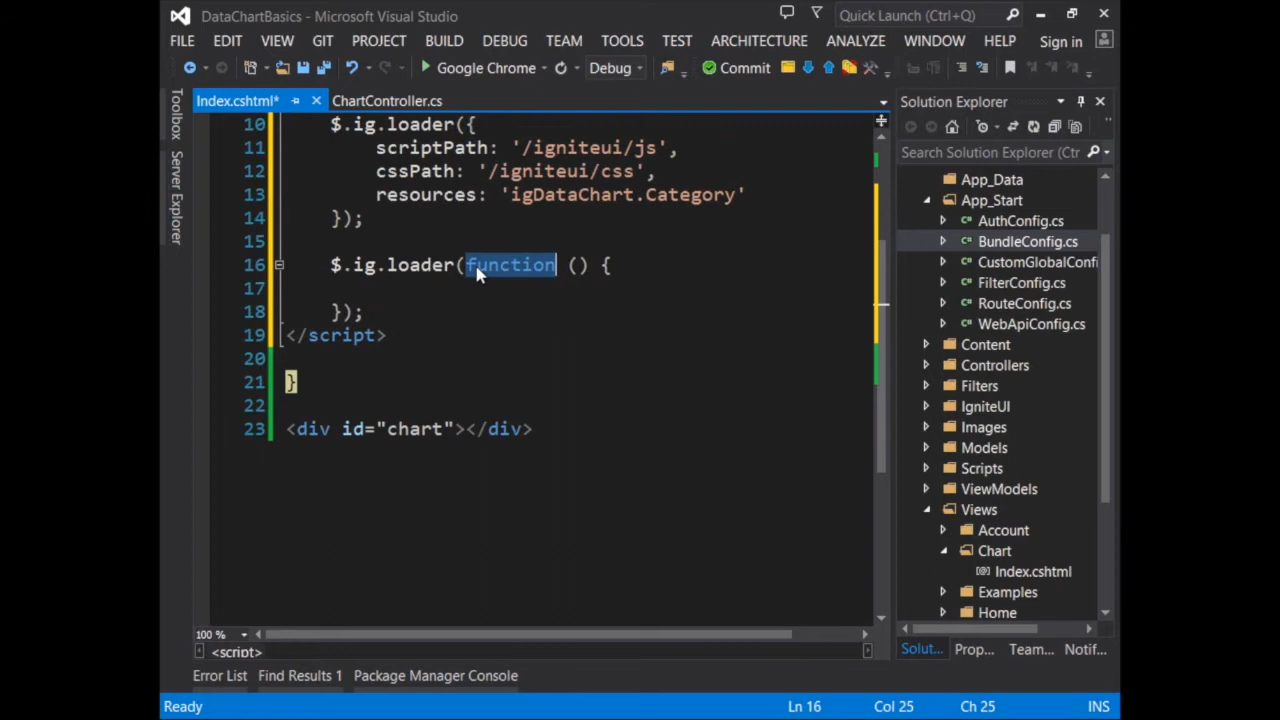 DataChartBasics - Microsoft Visual Studio
Quick Launch (Ctrl+Q)
FILE EDIT VIEW GIT PROJECT BUILD DEBUG TEAM TOOLS TEST ARCHITECTURE ANALYZE WINDOW HELP Sign in
Google Chrome Debug Commit
Toolbox
Server Explorer
Index.cshtml* ChartController.cs
10 $.ig.loader({
11 scriptPath: '/igniteui/js',
12 cssPath: '/igniteui/css',
13 resources: 'igDataChart.Category'
14 });
15
16 $.ig.loader(function () {
17
18 });
19 </script>
20
21 }
22
23 <div id="chart"></div>
100 %
<script>
Error List Find Results 1 Package Manager Console
Solution Explorer
Search Solution Explorer (Ctr
App_Data
App_Start
AuthConfig.cs
BundleConfig.cs
CustomGlobalConfi
FilterConfig.cs
RouteConfig.cs
WebApiConfig.cs
Content
Controllers
Filters
IgniteUI
Images
Models
Scripts
ViewModels
Views
Account
Chart
Index.cshtml
Examples
Home
Solut... Prop... Team... Notif...
Ready Ln 16 Col 25 Ch 25 INS